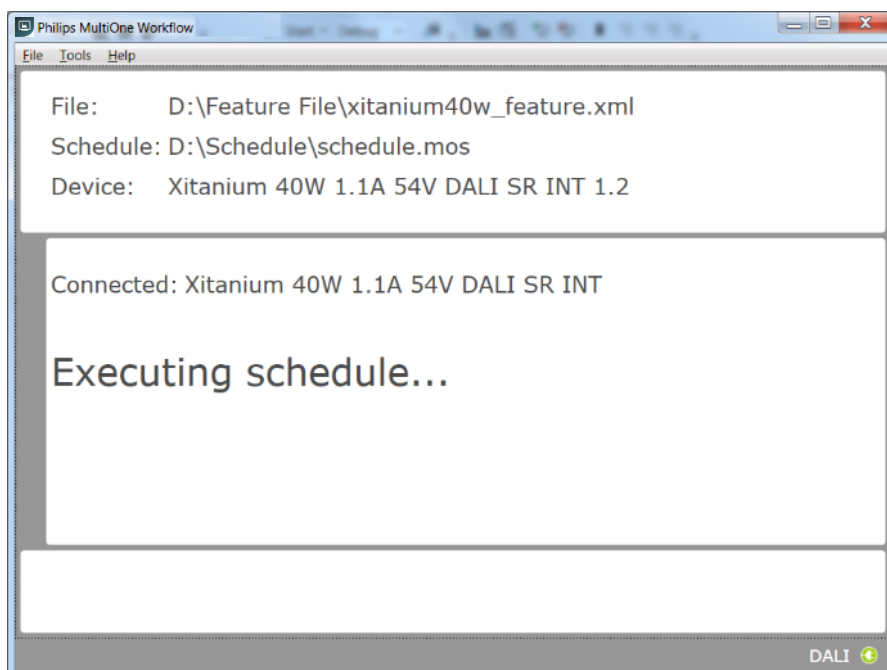 Philips MultiOne Workflow
File Tools Help
File: D:\Feature File\xitanium40w_feature.xml
Schedule: D:\Schedule\schedule.mos
Device: Xitanium 40W 1.1A 54V DALI SR INT 1.2
Connected: Xitanium 40W 1.1A 54V DALI SR INT
Executing schedule...
DALI